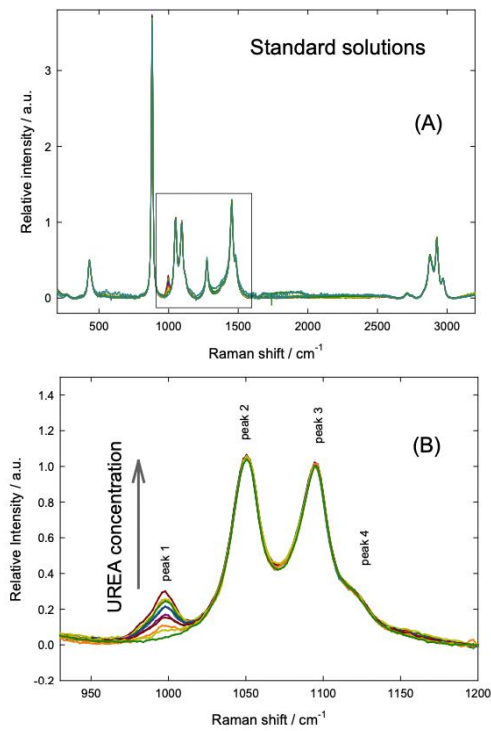 Standard solutions
(A)
Relative intensity / a.u.
3
2
1
0
500 1000 1500 2000 2500 3000
Raman shift / cm-1
(B)
Relative Intensity / a.u.
1.4
1.2
1.0
0.8
0.6
0.4
0.2
0.0
-0.2
UREA concentration
peak 1
peak 2
peak 3
peak 4
950 1000 1050 1100 1150 1200
Raman shift / cm-1